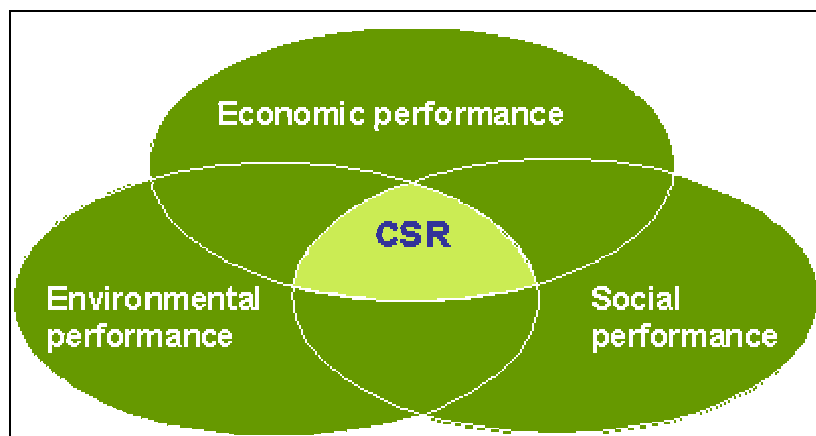 Economic performance
CSR
Environmental
performance
Social
performance